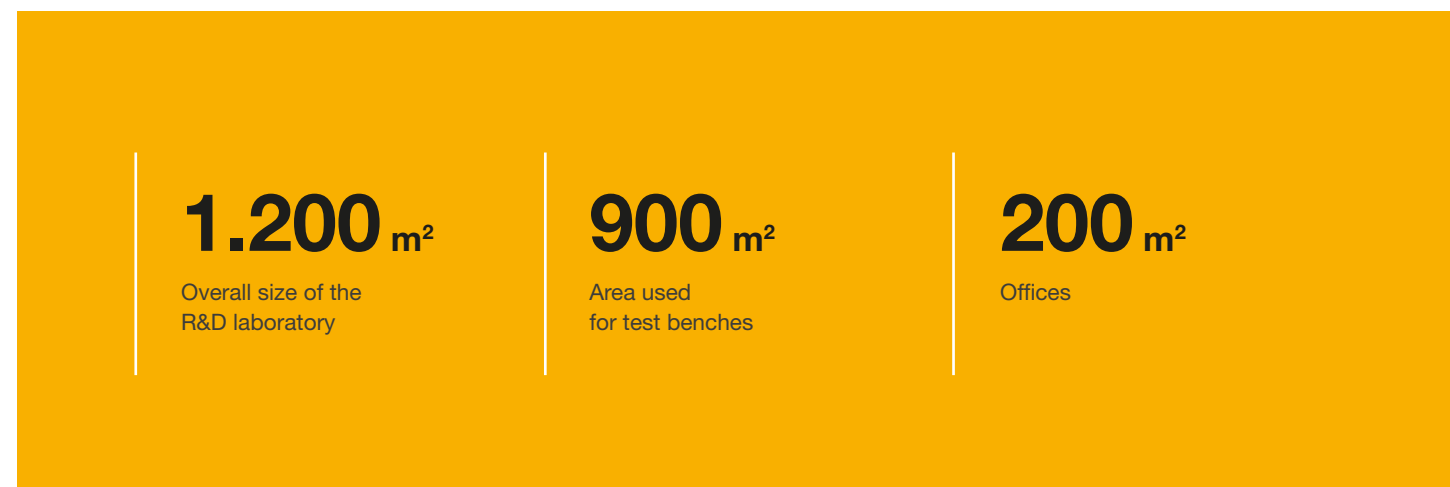 1.200 m²
Overall size of the
R&D laboratory
900 m²
Area used
for test benches
200 m²
Offices